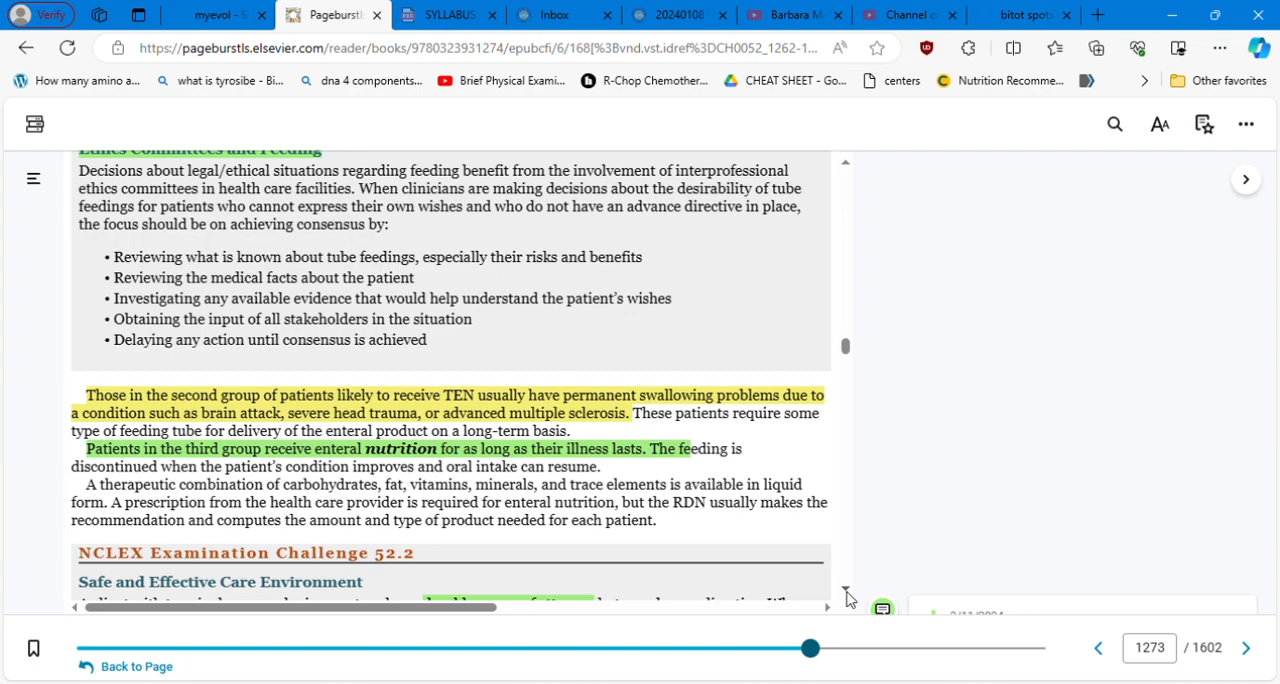 Verify
myevol - S
Pageburstl
SYLLABUS
Inbox
20240108
Barbara M
Channel c
bitot spots
https://pageburstls.elsevier.com/reader/books/9780323931274/epubcfi/6/168[%3Bvnd.vst.idref%3DCH0052_1262-1...
How many amino a...
what is tyrosibe - Bi...
dna 4 components...
Brief Physical Exami...
R-Chop Chemother...
CHEAT SHEET - Go...
centers
Nutrition Recomme...
Other favorites
Ethics Committees and Feeding
Decisions about legal/ethical situations regarding feeding benefit from the involvement of interprofessional
ethics committees in health care facilities. When clinicians are making decisions about the desirability of tube
feedings for patients who cannot express their own wishes and who do not have an advance directive in place,
the focus should be on achieving consensus by:
• Reviewing what is known about tube feedings, especially their risks and benefits
• Reviewing the medical facts about the patient
• Investigating any available evidence that would help understand the patient's wishes
• Obtaining the input of all stakeholders in the situation
• Delaying any action until consensus is achieved
Those in the second group of patients likely to receive TEN usually have permanent swallowing problems due to
a condition such as brain attack, severe head trauma, or advanced multiple sclerosis. These patients require some
type of feeding tube for delivery of the enteral product on a long-term basis.
Patients in the third group receive enteral nutrition for as long as their illness lasts. The feeding is
discontinued when the patient's condition improves and oral intake can resume.
A therapeutic combination of carbohydrates, fat, vitamins, minerals, and trace elements is available in liquid
form. A prescription from the health care provider is required for enteral nutrition, but the RDN usually makes the
recommendation and computes the amount and type of product needed for each patient.
NCLEX Examination Challenge 52.2
Safe and Effective Care Environment
1273 / 1602
Back to Page